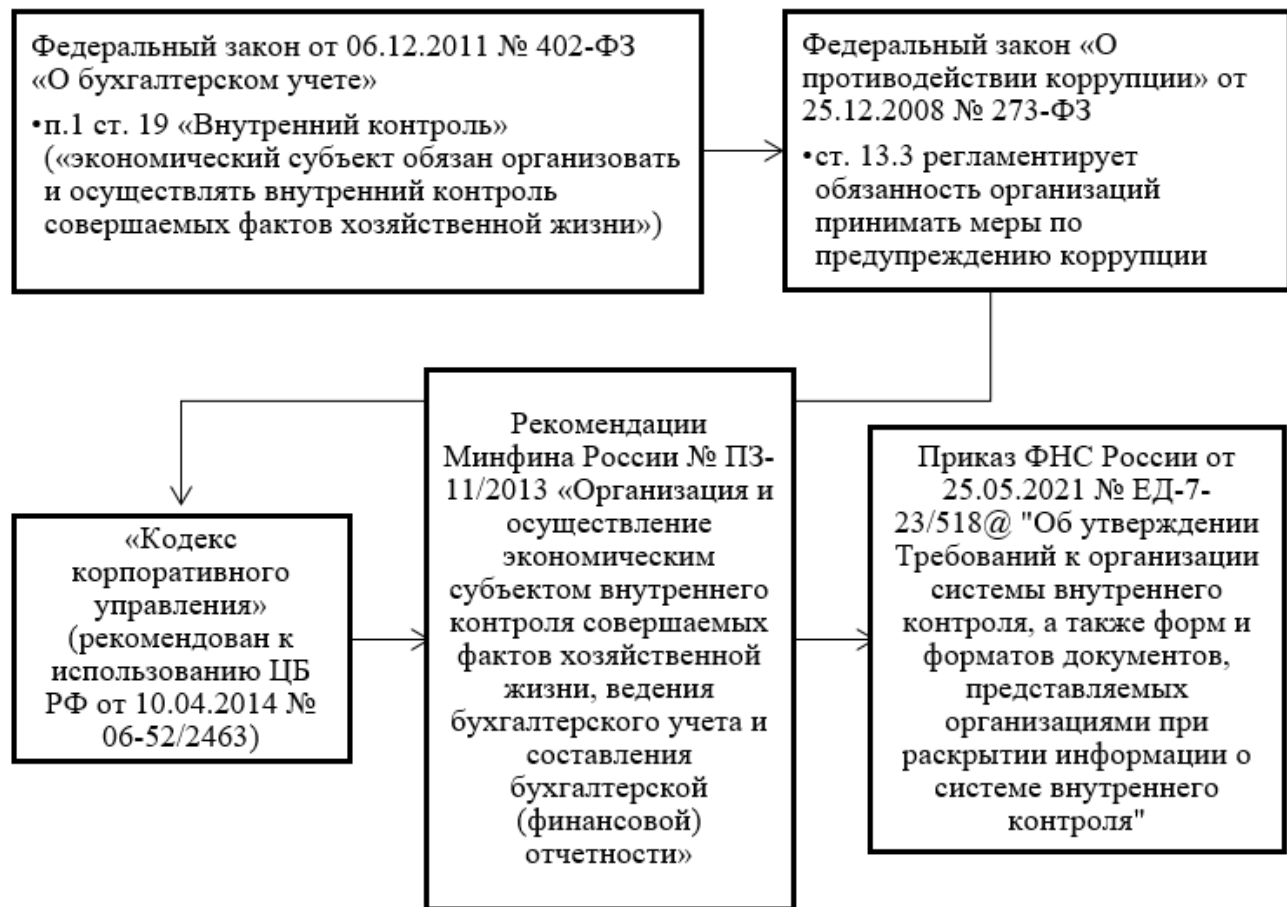 Федеральный закон от 06.12.2011 № 402-ФЗ
«О бухгалтерском учете»
•п.1 ст. 19 «Внутренний контроль»
(«экономический субъект обязан организовать
и осуществлять внутренний контроль
совершаемых фактов хозяйственной жизни»)
Федеральный закон «О
противодействии коррупции» от
25.12.2008 № 273-ФЗ
•ст. 13.3 регламентирует
обязанность организаций
принимать меры по
предупреждению коррупции
«Кодекс
корпоративного
управления»
(рекомендован к
использованию ЦБ
РФ от 10.04.2014 №
06-52/2463)
Рекомендации
Минфина России № ПЗ-
11/2013 «Организация и
осуществление
экономическим
субъектом внутреннего
контроля совершаемых
фактов хозяйственной
жизни, ведения
бухгалтерского учета и
составления
бухгалтерской
(финансовой)
отчетности»
Приказ ФНС России от
25.05.2021 № ЕД-7-
23/518@ "Об утверждении
Требований к организации
системы внутреннего
контроля, а также форм и
форматов документов,
представляемых
организациями при
раскрытии информации о
системе внутреннего
контроля"